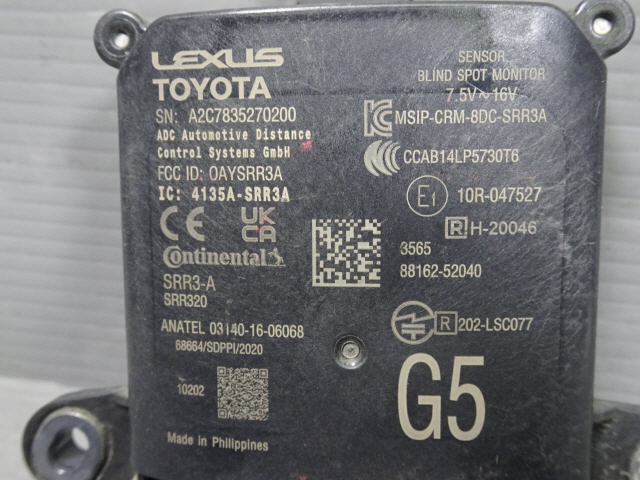 LEXUS
TOYOTA
SENSOR,
BLIND SPOT MONITOR
7.5V~16V
SN: A2C7835270200
ADC Automotive Distance
Control Systems GmbH
FCC ID: OAYSRR3A
IC: 4135A-SRR3A
MSIP-CRM-8DC-SRR3A
CCAB14LP5730T6
E1 10R-047527
R H-20046
CE UK CA
Continental
3565
88162-52040
SRR3-A
SRR320
ANATEL 03140-16-06068
68664/SDPPI/2020
R 202-LSC077
10202
G5
Made in Philippines